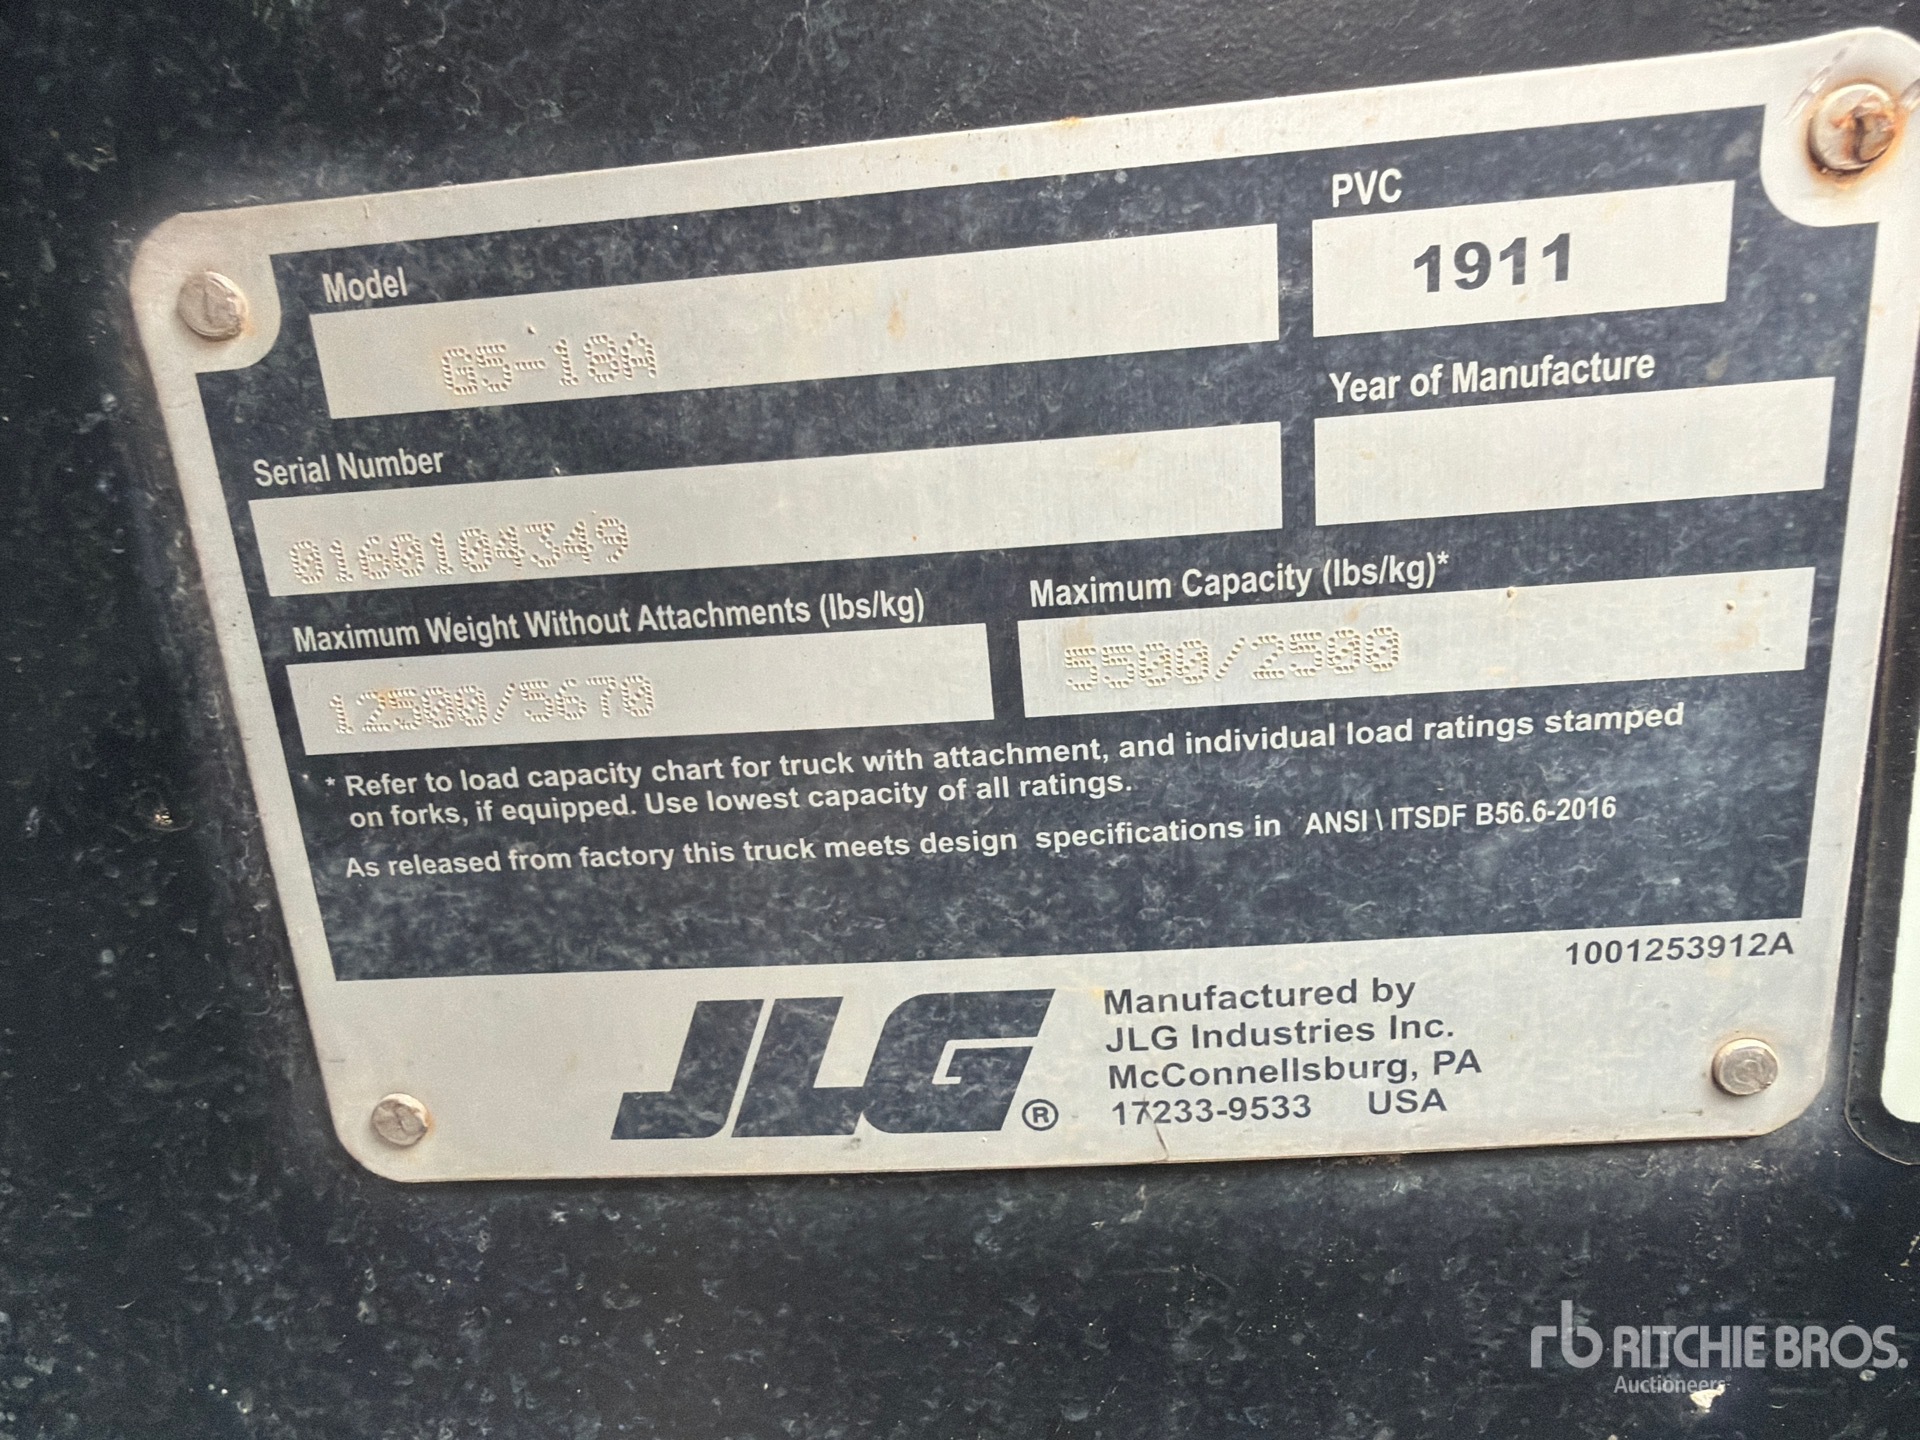 Model
G5-18A
PVC
1911
Serial Number
0160104349
Year of Manufacture
Maximum Weight Without Attachments (lbs/kg)
12500/5670
Maximum Capacity (lbs/kg)*
5500/2500
* Refer to load capacity chart for truck with attachment, and individual load ratings stamped
on forks, if equipped. Use lowest capacity of all ratings.
As released from factory this truck meets design specifications in ANSI \ ITSDF B56.6-2016
1001253912A
JLG®
Manufactured by
JLG Industries Inc.
McConnellsburg, PA
17233-9533 USA
rb RITCHIE BROS.
Auctioneers